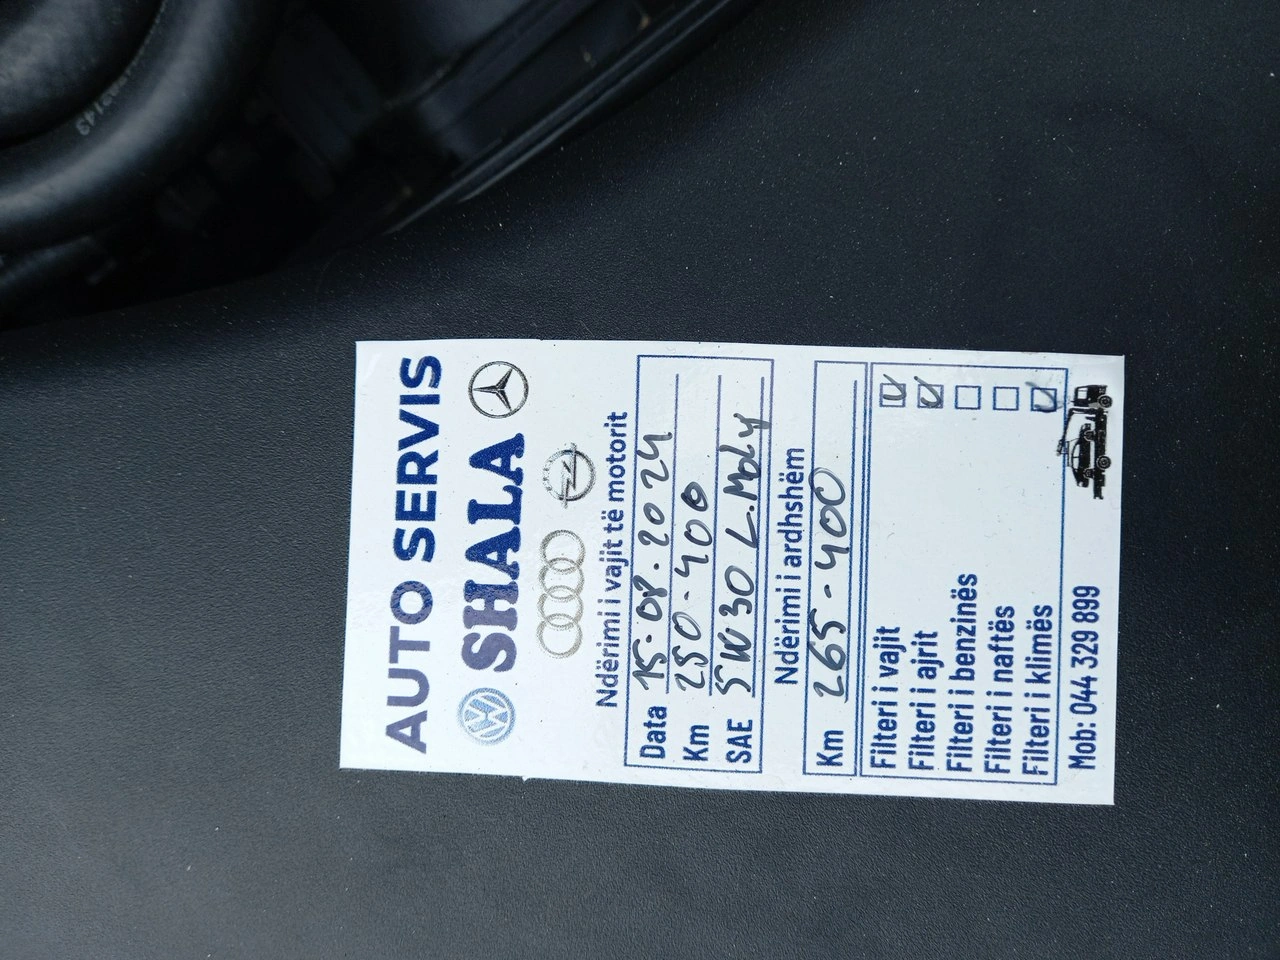 AUTO SERVIS
SHALA
Ndërimi i vajit të motorit
Data 15.08.2024
Km 250-400
SAE 5W30 L.Moly
Ndërimi i ardhshëm
Km 265-400
Filteri i vajit
Filteri i ajrit
Filteri i benzinës
Filteri i naftës
Filteri i klimës
Mob: 044 329 899